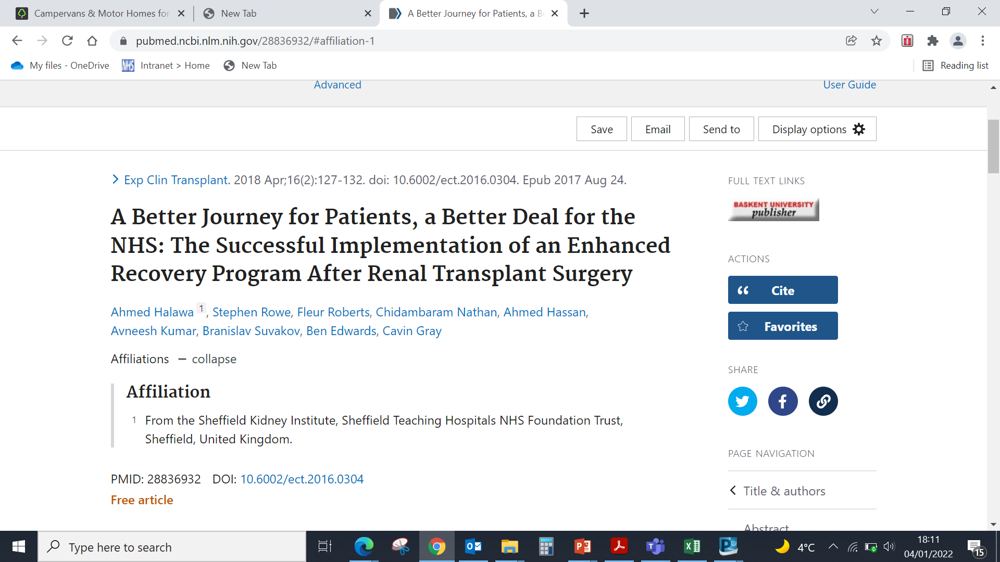 Campervans & Motor Homes for
New Tab
A Better Journey for Patients, a Be
pubmed.ncbi.nlm.nih.gov/28836932/#affiliation-1
My files - OneDrive
NHS
Intranet > Home
New Tab
Reading list
Advanced
User Guide
Save
Email
Send to
Display options
Exp Clin Transplant. 2018 Apr;16(2):127-132. doi: 10.6002/ect.2016.0304. Epub 2017 Aug 24.
A Better Journey for Patients, a Better Deal for the
NHS: The Successful Implementation of an Enhanced
Recovery Program After Renal Transplant Surgery
Ahmed Halawa 1, Stephen Rowe, Fleur Roberts, Chidambaram Nathan, Ahmed Hassan,
Avneesh Kumar, Branislav Suvakov, Ben Edwards, Cavin Gray
Affiliations — collapse
Affiliation
1 From the Sheffield Kidney Institute, Sheffield Teaching Hospitals NHS Foundation Trust,
Sheffield, United Kingdom.
PMID: 28836932 DOI: 10.6002/ect.2016.0304
Free article
FULL TEXT LINKS
BASKENT UNIVERSITY
publisher
ACTIONS
Cite
Favorites
SHARE
PAGE NAVIGATION
Title & authors
Abstract
Type here to search
4°C
18:11
04/01/2022
15